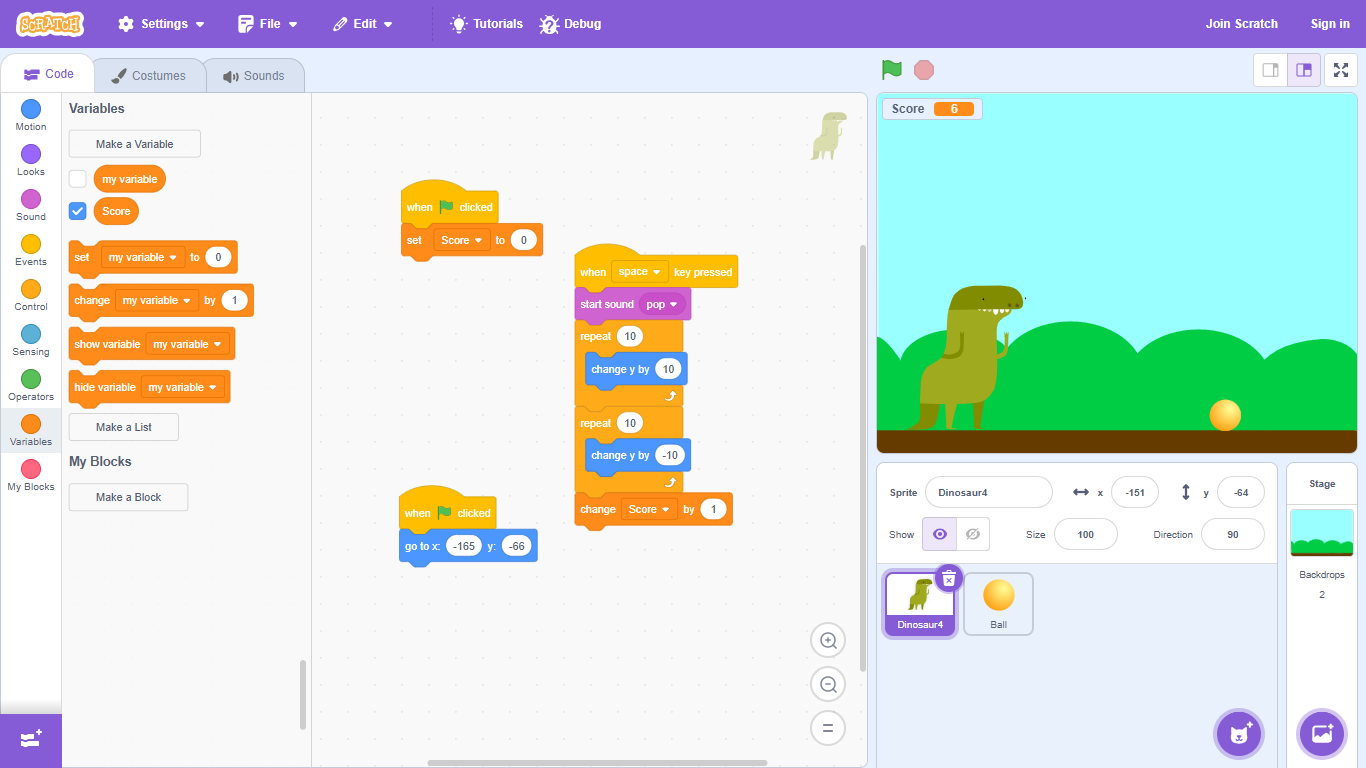 SCRATCH
Settings
File
Edit
Tutorials
Debug
Join Scratch
Sign in
Code
Costumes
Sounds
Motion
Looks
Sound
Events
Control
Sensing
Operators
Variables
My Blocks
Variables
Make a Variable
my variable
Score
set my variable to 0
change my variable by 1
show variable my variable
hide variable my variable
Make a List
My Blocks
Make a Block
when clicked
set Score to 0
when space key pressed
start sound pop
repeat 10
change y by 10
repeat 10
change y by -10
change Score by 1
when clicked
go to x: -165 y: -66
Score 6
Sprite Dinosaur4 x -151 y -64
Show Size 100 Direction 90
Dinosaur4
Ball
Stage
Backdrops
2